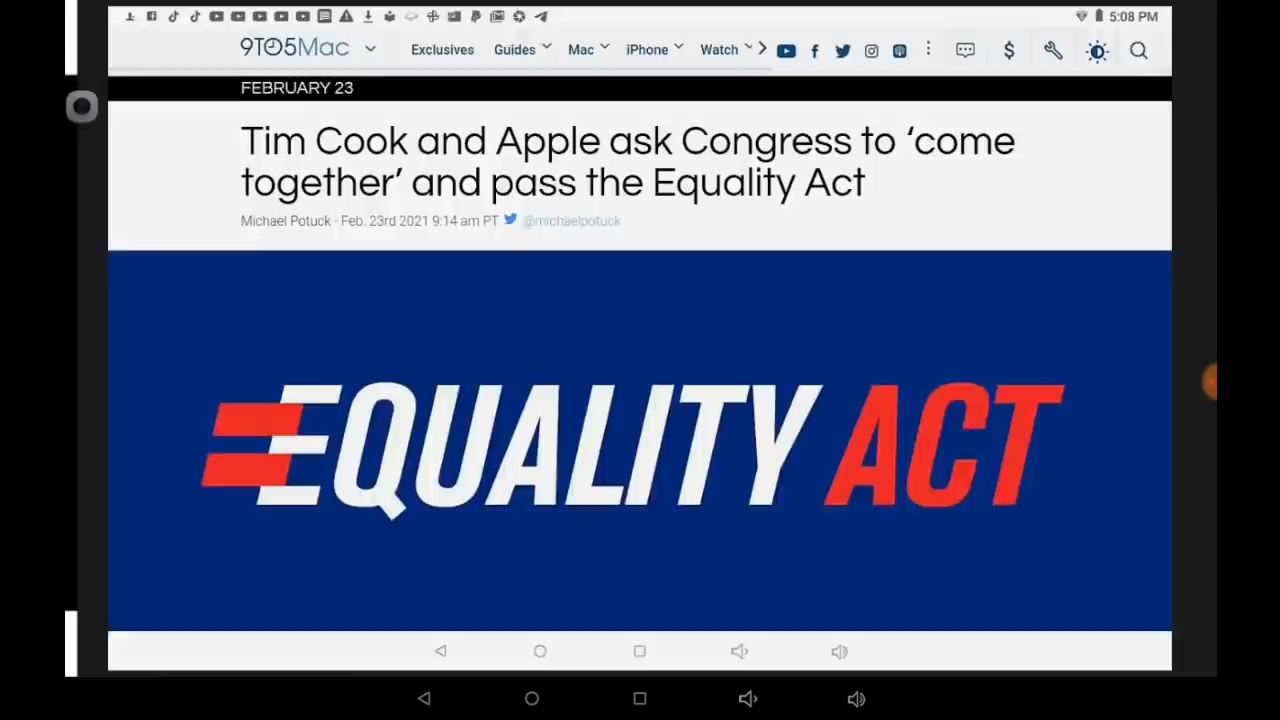 5:08 PM
9TO5Mac Exclusives Guides Mac iPhone Watch
FEBRUARY 23
Tim Cook and Apple ask Congress to ‘come
together’ and pass the Equality Act
Michael Potuck - Feb. 23rd 2021 9:14 am PT @michaelpotuck
EQUALITY ACT